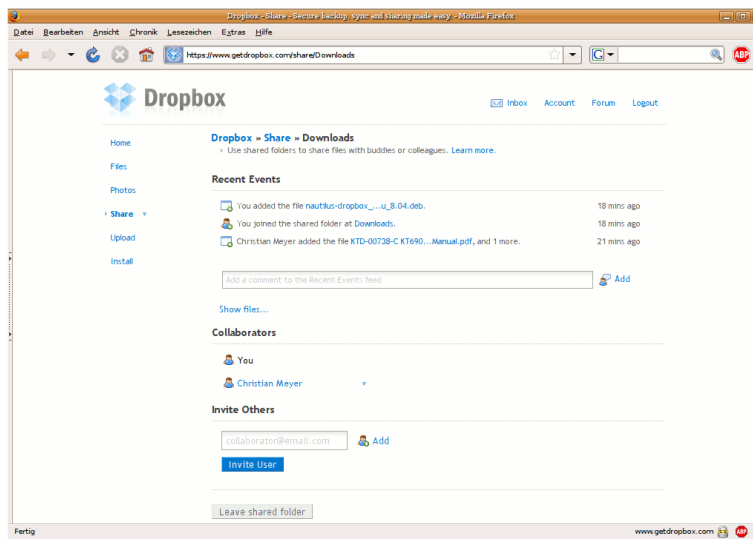 Dropbox - Share - Secure backup, sync and sharing made easy. - Mozilla Firefox
Datei Bearbeiten Ansicht Chronik Lesezeichen Extras Hilfe
https://www.getdropbox.com/share/Downloads
G
ABP
Dropbox
Inbox Account Forum Logout
Home
Files
Photos
Share
Upload
Install
Dropbox » Share » Downloads
Use shared folders to share files with buddies or colleagues. Learn more.
Recent Events
You added the file nautilus-dropbox_...u_8.04.deb. 18 mins ago
You joined the shared folder at Downloads. 18 mins ago
Christian Meyer added the file KTD-00738-C KT690...Manual.pdf, and 1 more. 21 mins ago
Add a comment to the Recent Events feed Add
Show files...
Collaborators
You
Christian Meyer
Invite Others
collaborator@email.com Add
Invite User
Leave shared folder
Fertig www.getdropbox.com ABP